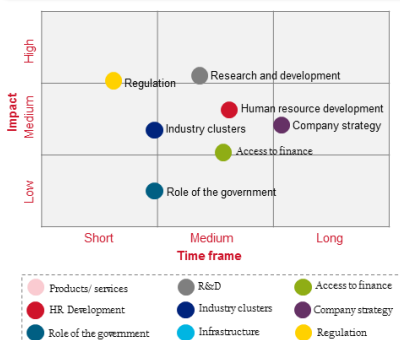 High
Research and development
Regulation
Human resource development
Impact
Medium
Industry clusters
Company strategy
Access to finance
Low
Role of the government
Short
Medium
Long
Time frame
Products/ services
R&D
Access to finance
HR Development
Industry clusters
Company strategy
Role of the government
Infrastructure
Regulation